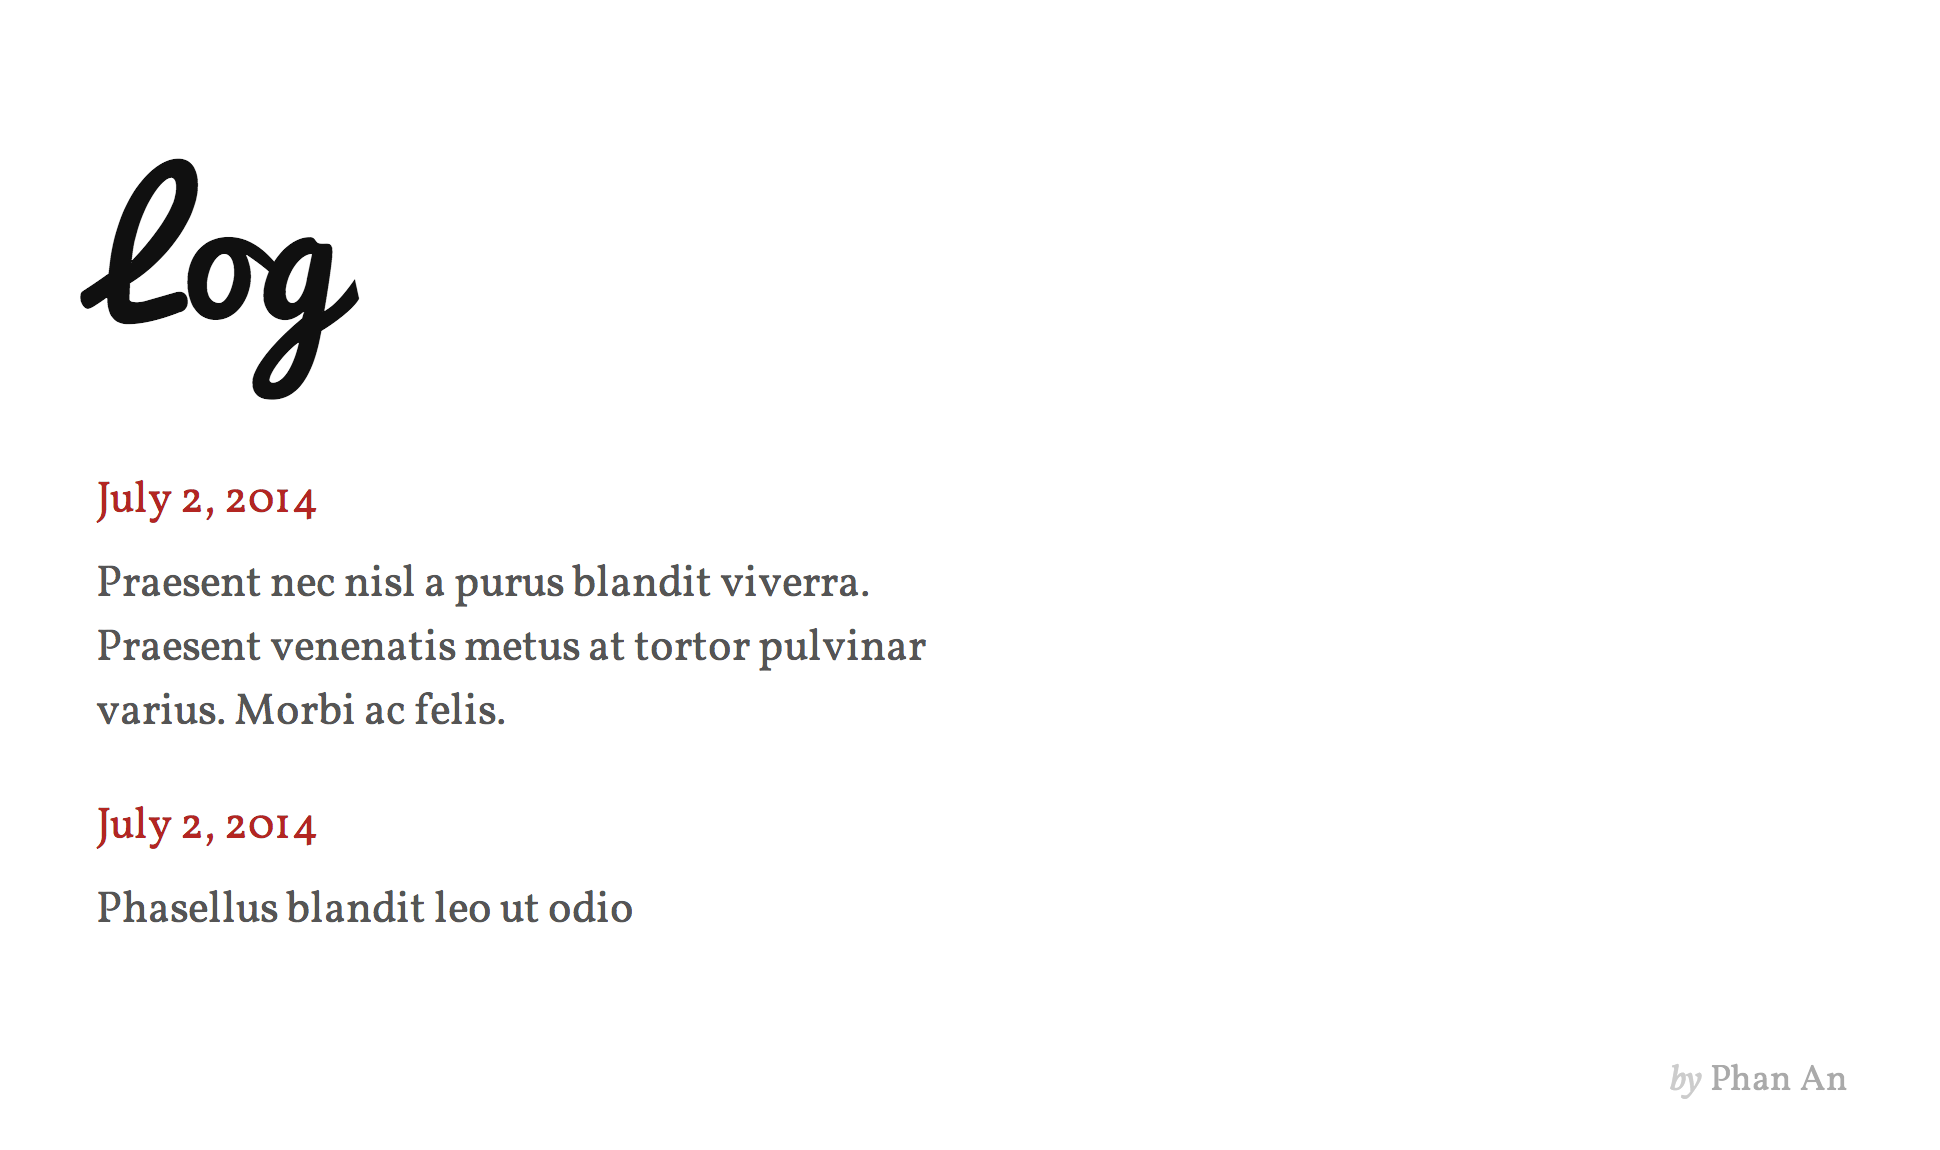 log
July 2, 2014
Praesent nec nisl a purus blandit viverra.
Praesent venenatis metus at tortor pulvinar
varius. Morbi ac felis.
July 2, 2014
Phasellus blandit leo ut odio
by Phan An